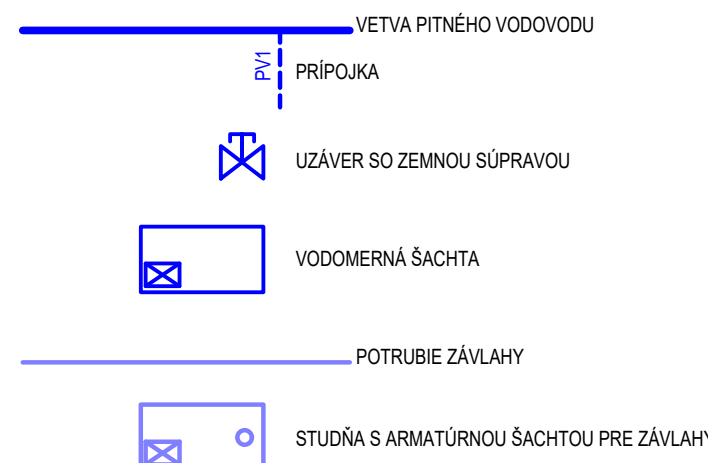 VETVA PITNÉHO VODOVODU
PV1
PRÍPOJKA
UZÁVER SO ZEMNOU SÚPRAVOU
VODOMERNÁ ŠACHTA
POTRUBIE ZÁVLAHY
STUDŇA S ARMATÚRNOU ŠACHTOU PRE ZÁVLAHY